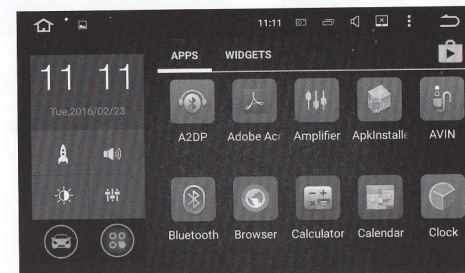 11:11
APPS WIDGETS
11 11
Tue,2016/02/23
A2DP Adobe Acr Amplifier ApkInstalle AVIN
Bluetooth Browser Calculator Calendar Clock